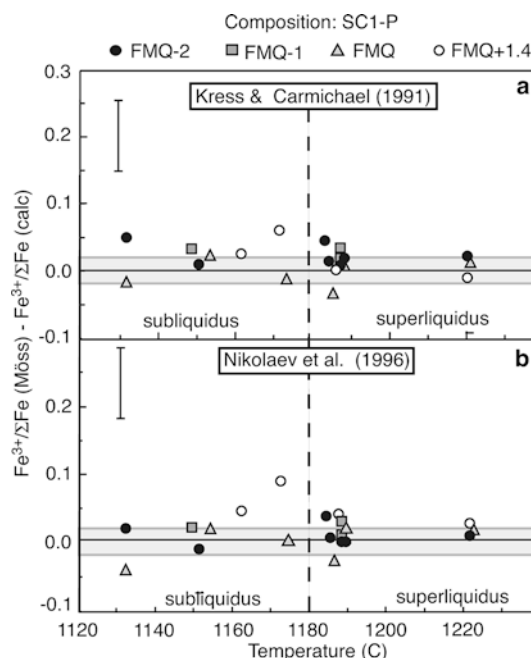 Composition: SC1-P
FMQ-2 FMQ-1 FMQ FMQ+1.4
Kress & Carmichael (1991)
a
0.3
0.2
0.1
0.0
-0.1
subliquidus superliquidus
Nikolaev et al. (1996)
b
0.2
0.1
0.0
-0.1
subliquidus superliquidus
1120 1140 1160 1180 1200 1220
Temperature (C)
Fe3+/ΣFe (Möss) - Fe3+/ΣFe (calc)